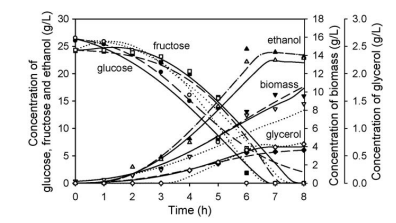 Concentration of
glucose, fructose and ethanol (g/L)
30
25
20
15
10
5
0
fructose
glucose
ethanol
biomass
glycerol
18
16
14
12
10
8
6
4
2
0
Concentration of biomass (g/L)
3.0
2.5
2.0
1.5
1.0
0.5
0.0
Concentration of glycerol (g/L)
0 1 2 3 4 5 6 7 8
Time (h)